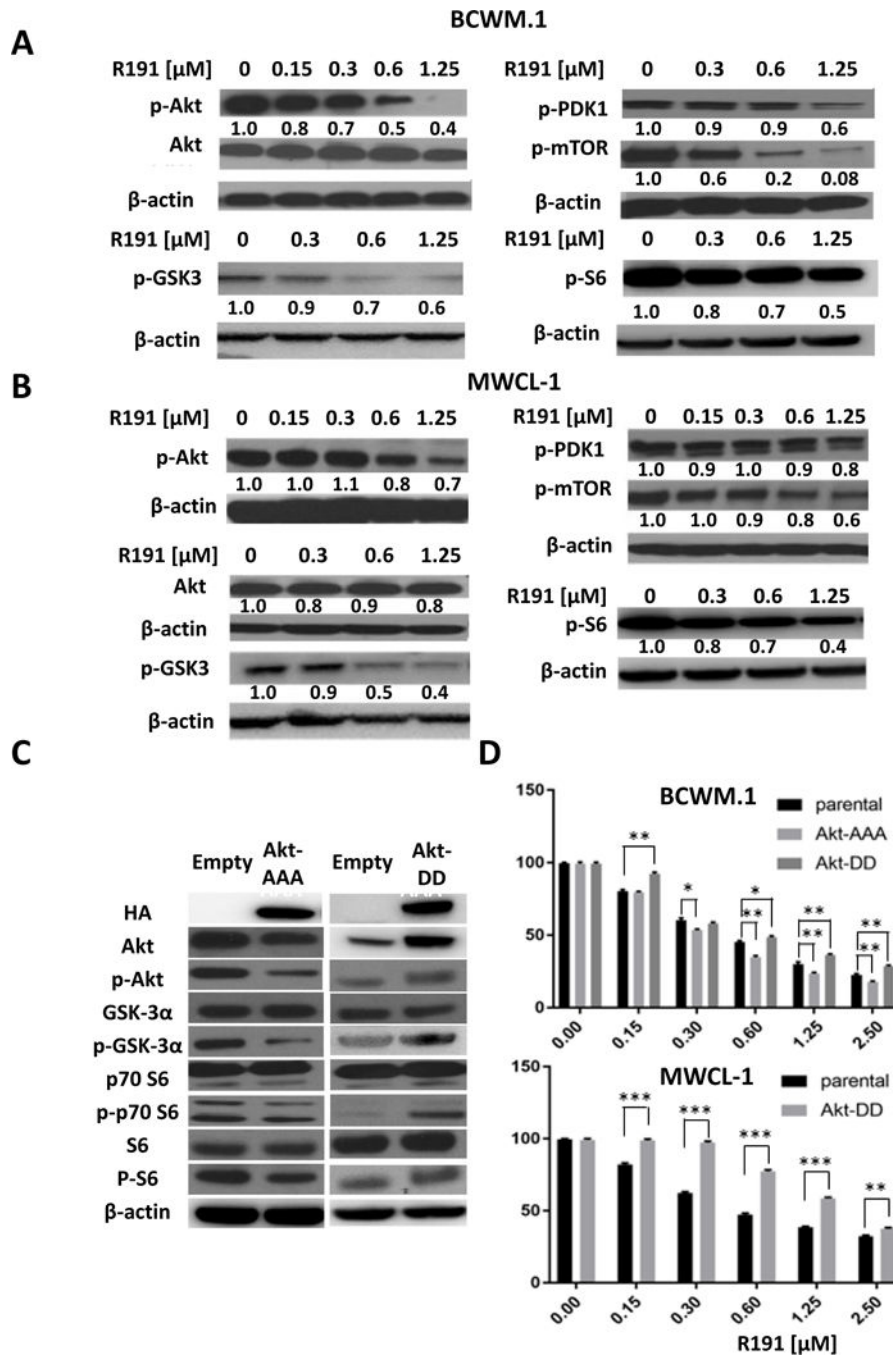 BCWM.1
A
R191 [µM] 0 0.15 0.3 0.6 1.25
p-Akt
1.0 0.8 0.7 0.5 0.4
Akt
β-actin
R191 [µM] 0 0.3 0.6 1.25
p-GSK3
1.0 0.9 0.7 0.6
β-actin
R191 [µM] 0 0.3 0.6 1.25
p-PDK1
1.0 0.9 0.9 0.6
p-mTOR
1.0 0.6 0.2 0.08
β-actin
R191 [µM] 0 0.3 0.6 1.25
p-S6
1.0 0.8 0.7 0.5
β-actin
MWCL-1
B
R191 [µM] 0 0.15 0.3 0.6 1.25
p-Akt
1.0 1.0 1.1 0.8 0.7
β-actin
R191 [µM] 0 0.3 0.6 1.25
Akt
1.0 0.8 0.9 0.8
β-actin
p-GSK3
1.0 0.9 0.5 0.4
β-actin
R191 [µM] 0 0.15 0.3 0.6 1.25
p-PDK1
1.0 0.9 1.0 0.9 0.8
p-mTOR
1.0 1.0 0.9 0.8 0.6
β-actin
R191 [µM] 0 0.3 0.6 1.25
p-S6
1.0 0.8 0.7 0.4
β-actin
C
Empty Akt-AAA Empty Akt-DD
HA
Akt
p-Akt
GSK-3α
p-GSK-3α
p70 S6
p-p70 S6
S6
P-S6
β-actin
D
BCWM.1
parental
Akt-AAA
Akt-DD
150
100
50
0
** * ** * ** ** ** **
0.00 0.15 0.30 0.60 1.25 2.50
MWCL-1
parental
Akt-DD
150
100
50
0
*** *** *** *** **
0.00 0.15 0.30 0.60 1.25 2.50
R191 [µM]